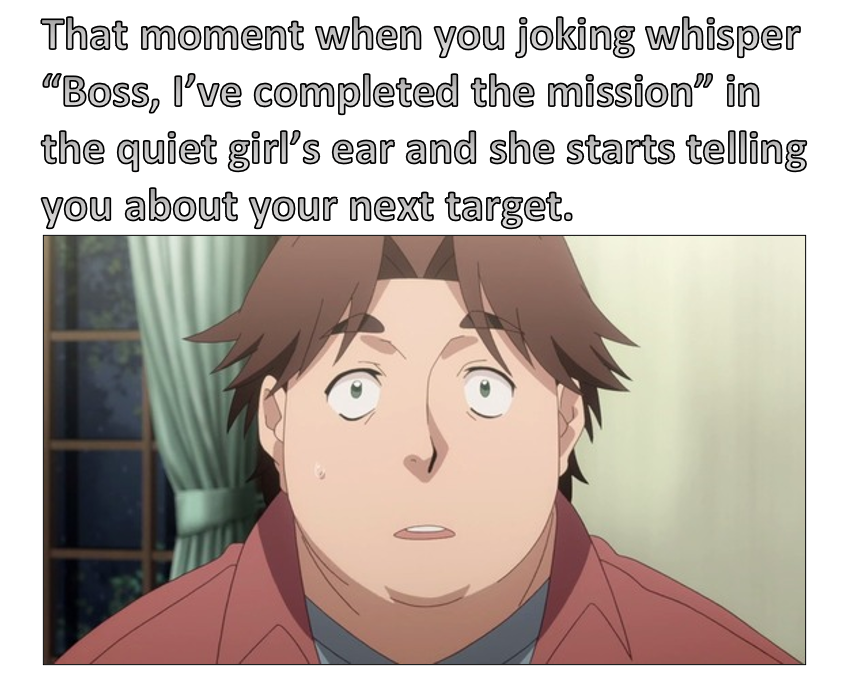 That moment when you joking whisper
“Boss, I’ve completed the mission” in
the quiet girl’s ear and she starts telling
you about your next target.